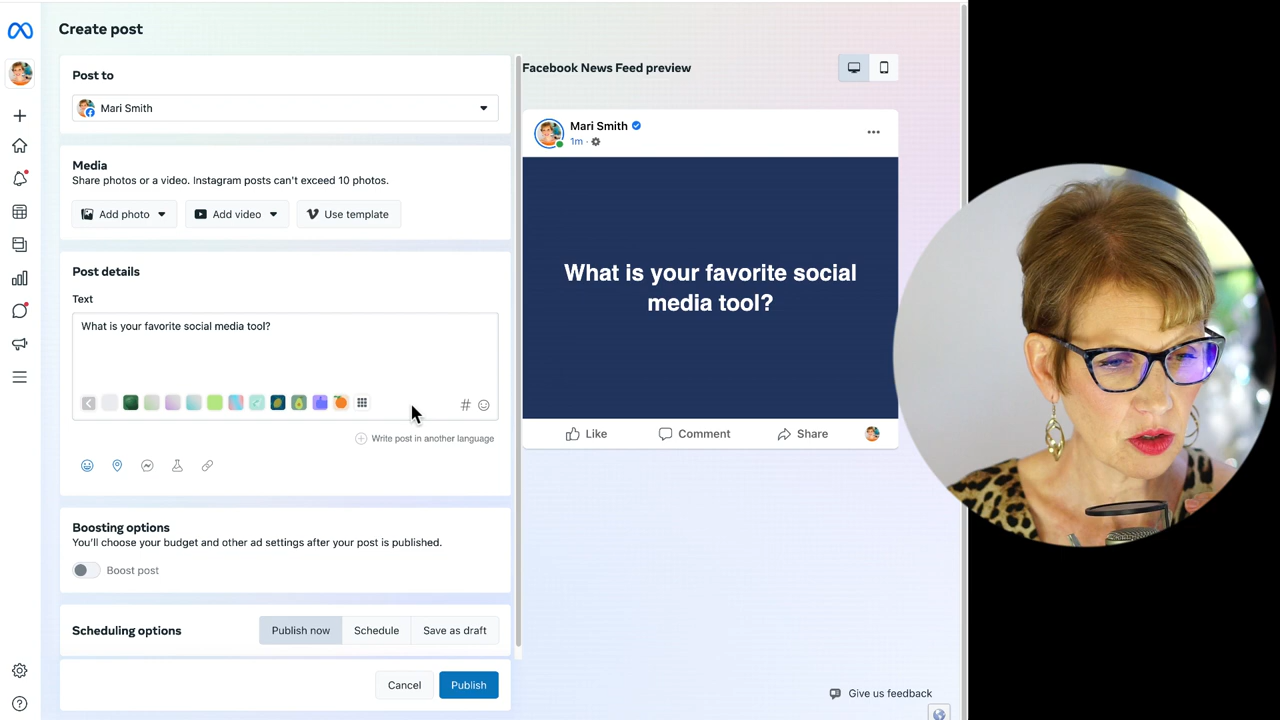 Create post
Post to
Mari Smith
Media
Share photos or a video. Instagram posts can't exceed 10 photos.
Add photo
Add video
Use template
Post details
Text
What is your favorite social media tool?
#
Write post in another language
Boosting options
You'll choose your budget and other ad settings after your post is published.
Boost post
Scheduling options
Publish now
Schedule
Save as draft
Cancel
Publish
Facebook News Feed preview
Mari Smith
1m ·
What is your favorite social
media tool?
Like
Comment
Share
Give us feedback